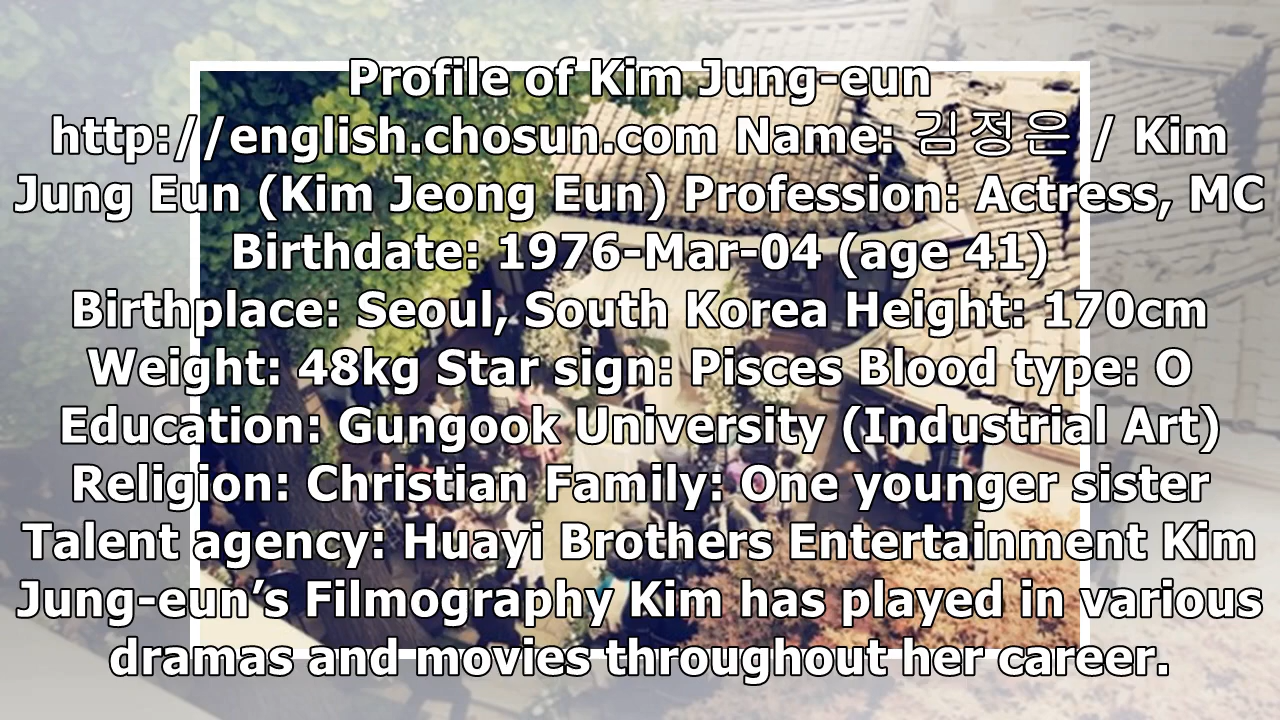 Profile of Kim Jung-eun
http://english.chosun.com Name: 김정은 / Kim
Jung Eun (Kim Jeong Eun) Profession: Actress, MC
Birthdate: 1976-Mar-04 (age 41)
Birthplace: Seoul, South Korea Height: 170cm
Weight: 48kg Star sign: Pisces Blood type: O
Education: Gungook University (Industrial Art)
Religion: Christian Family: One younger sister
Talent agency: Huayi Brothers Entertainment Kim
Jung-eun’s Filmography Kim has played in various
dramas and movies throughout her career.